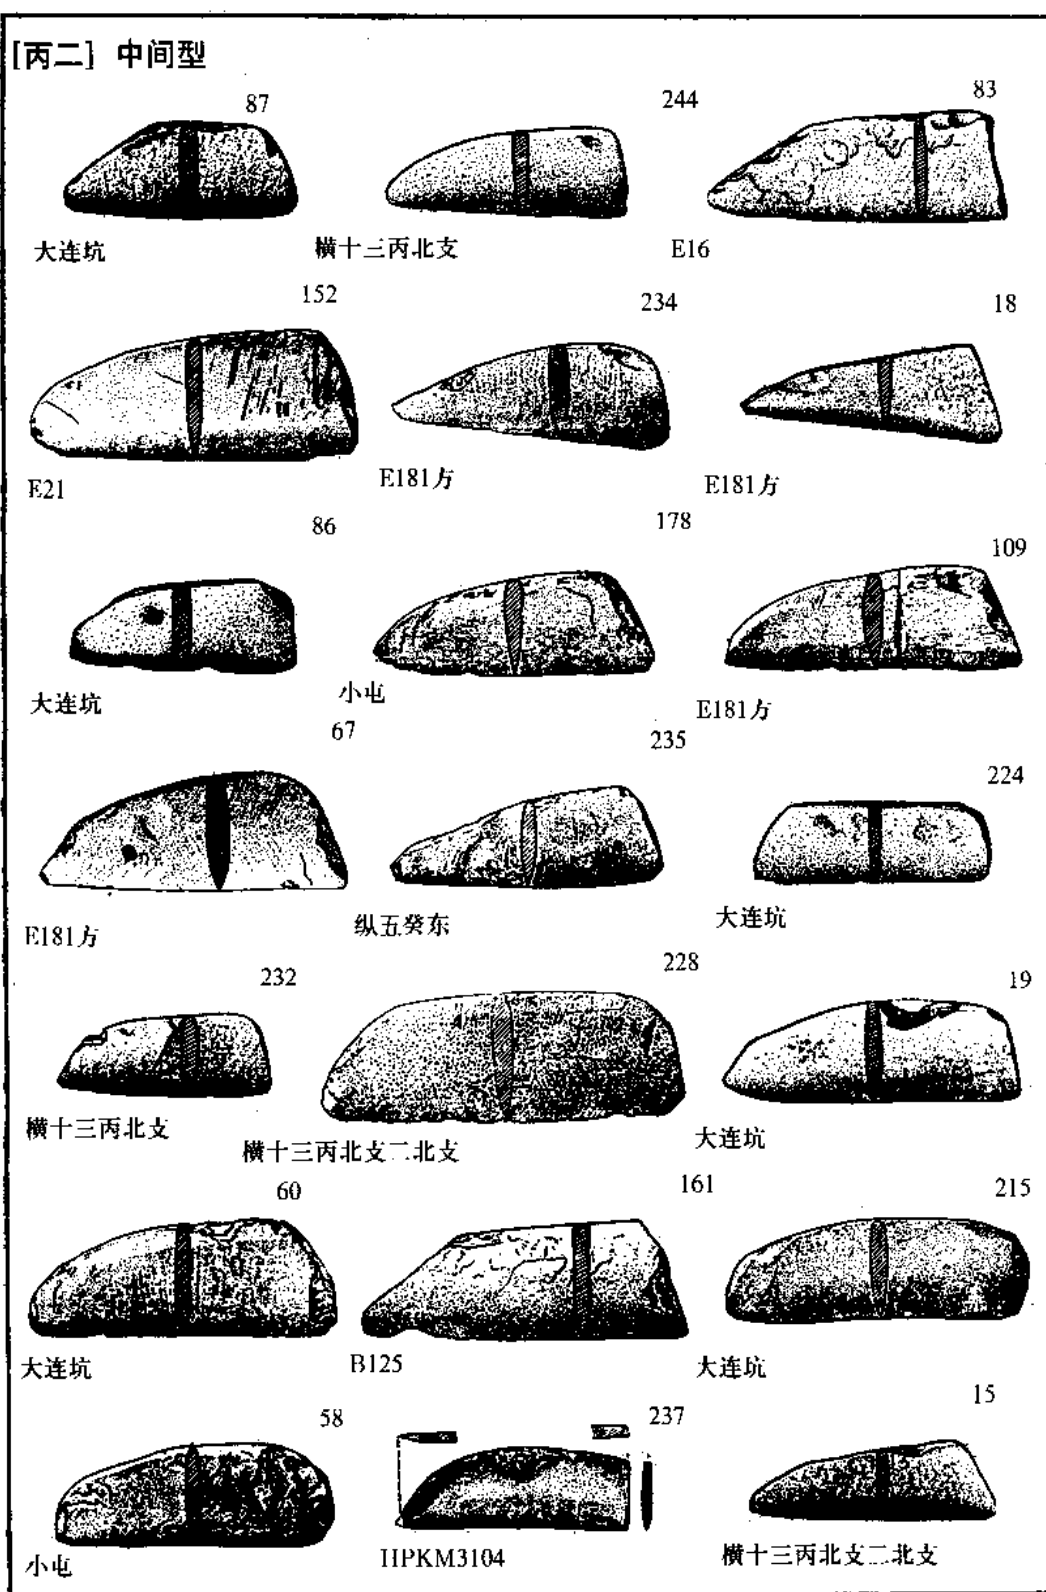 [丙二] 中间型
87 244 83
大连坑 横十三丙北支 E16
152 234 18
E21 E181方 E181方
86 178 109
大连坑 小屯 E181方
67 235 224
E181方 纵五癸东 大连坑
232 228 19
横十三丙北支 横十三丙北支二北支 大连坑
60 161 215
大连坑 B125 大连坑
58 237 15
小屯 HPKM3104 横十三丙北支二北支